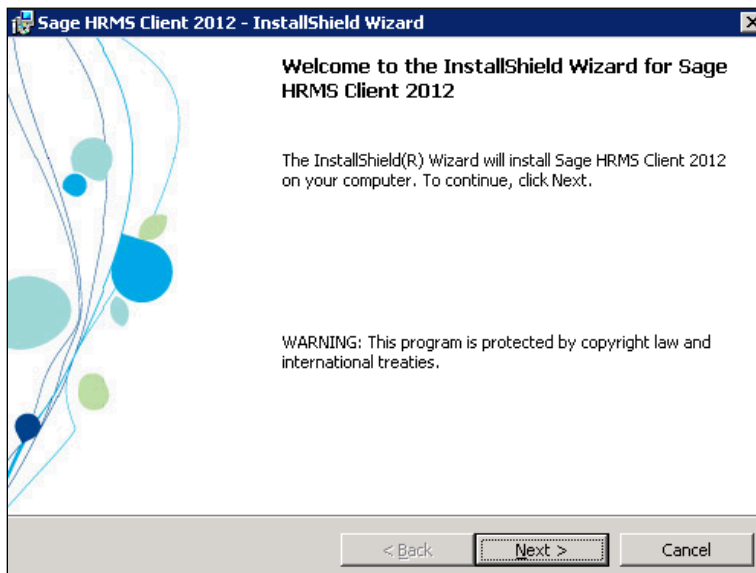 Sage HRMS Client 2012 - InstallShield Wizard
Welcome to the InstallShield Wizard for Sage
HRMS Client 2012
The InstallShield(R) Wizard will install Sage HRMS Client 2012
on your computer. To continue, click Next.
WARNING: This program is protected by copyright law and
international treaties.
< Back
Next >
Cancel